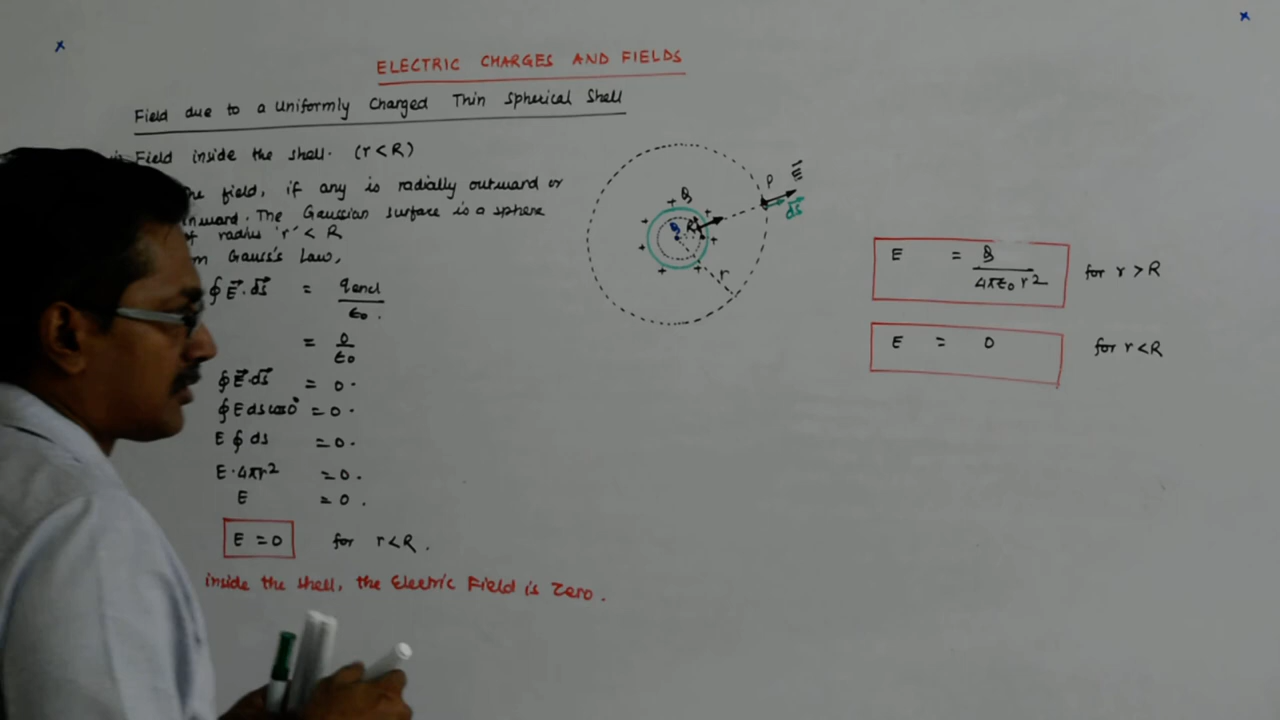 ELECTRIC CHARGES AND FIELDS
Field due to a Uniformly Charged Thin Spherical Shell
Field inside the shell. (r<R)
field, if any is radially outward or
inward. The Gaussian surface is a sphere
radius 'r' < R
Gauss's Law,
∮E⃗.ds⃗ = qencl/ε₀.
= 0/ε₀
∮E⃗.ds⃗ = 0.
∮E ds cos0° = 0.
E ∮ ds = 0.
E.4πr² = 0.
E = 0.
E = 0 for r<R.
inside the shell, the Electric Field is Zero.
P E⃗
ds⃗
Q
+ + + + + + +
R
r
E = Q/4πε₀r² for r>R
E = 0 for r<R